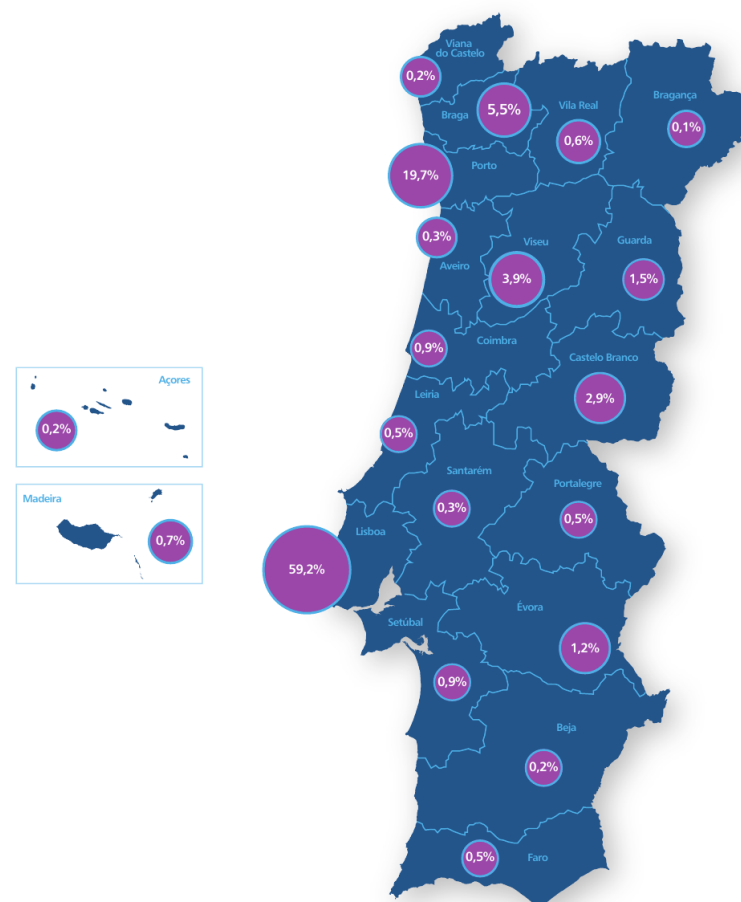 Viana
do Castelo
0,2%
Braga
5,5%
Vila Real
0,6%
Bragança
0,1%
Porto
19,7%
0,3%
Aveiro
Viseu
3,9%
Guarda
1,5%
Coimbra
0,9%
Castelo Branco
2,9%
Leiria
0,5%
Açores
0,2%
Madeira
0,7%
Santarém
0,3%
Portalegre
0,5%
Lisboa
59,2%
Setúbal
0,9%
Évora
1,2%
Beja
0,2%
Faro
0,5%